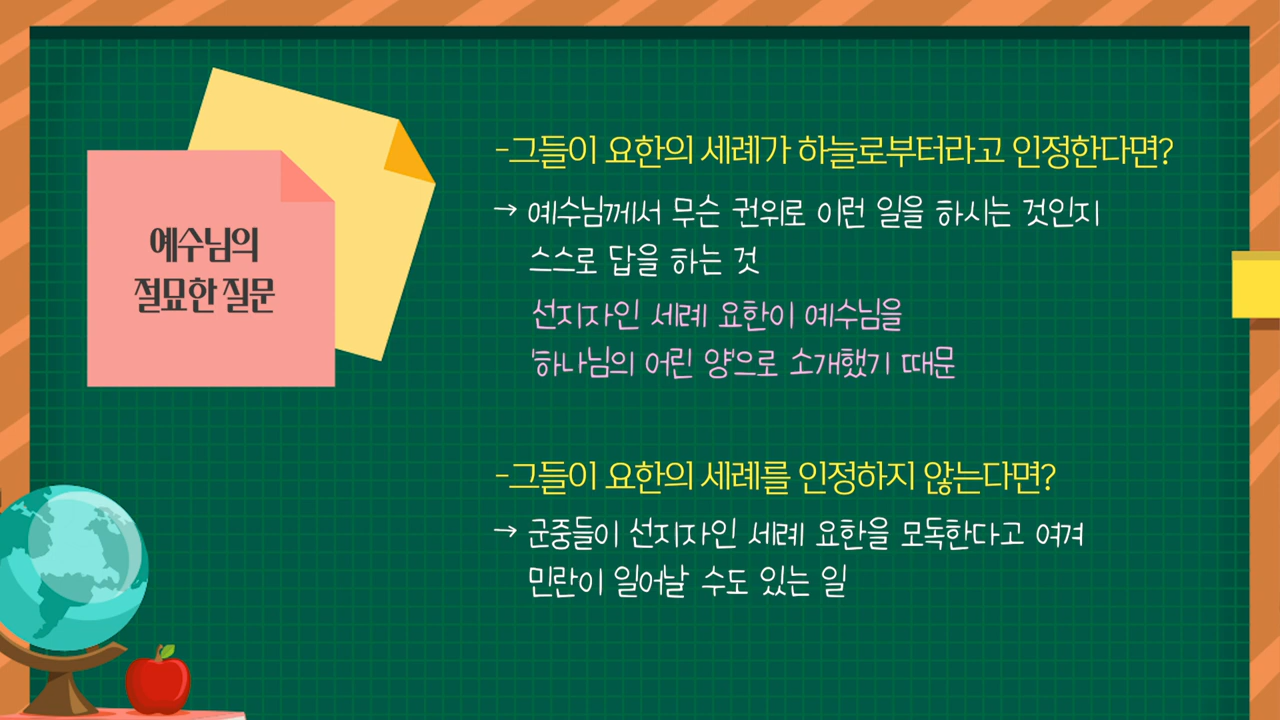 예수님의
절묘한 질문
-그들이 요한의 세례가 하늘로부터라고 인정한다면?
→ 예수님께서 무슨 권위로 이런 일을 하시는 것인지
스스로 답을 하는 것
선지자인 세례 요한이 예수님을
'하나님의 어린 양'으로 소개했기 때문
-그들이 요한의 세례를 인정하지 않는다면?
→ 군중들이 선지자인 세례 요한을 모독한다고 여겨
민란이 일어날 수도 있는 일